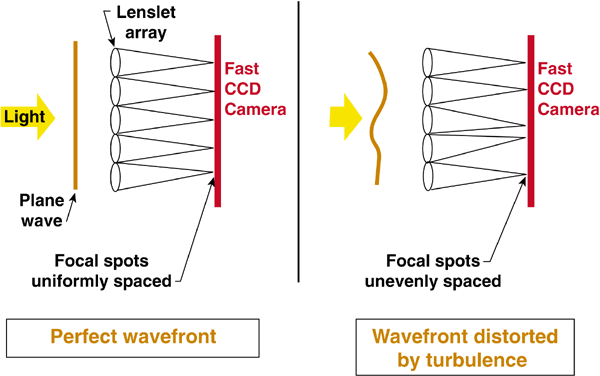 Lenslet
array
Fast
CCD
Camera
Light
Plane
wave
Focal spots
uniformly spaced
Perfect wavefront
Fast
CCD
Camera
Focal spots
unevenly spaced
Wavefront distorted
by turbulence